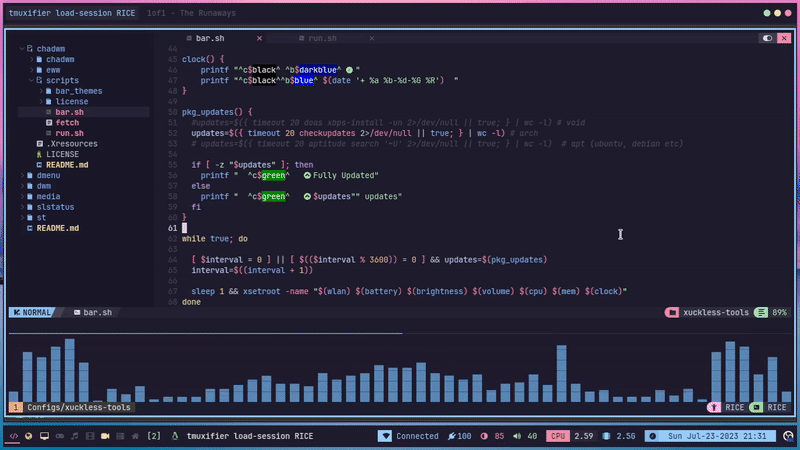 tmuxifier load-session RICE 1of1 - The Runaways
bar.sh × run.sh ×
chadwm
chadwm
eww
scripts
bar_themes
license
bar.sh
fetch
run.sh
.Xresources
LICENSE
README.md
dmenu
dwm
media
slstatus
st
README.md
44
45 clock() {
46 printf "^c$black^ ^b$darkblue^ "
47 printf "^c$black^^b$blue^ $(date '+ %a %b-%d-%G %R') "
48 }
49
50 pkg_updates() {
51 #updates=$({ timeout 20 doas xbps-install -un 2>/dev/null || true; } | wc -l) # void
52 updates=$({ timeout 20 checkupdates 2>/dev/null || true; } | wc -l) # arch
53 # updates=$({ timeout 20 aptitude search '~U' 2>/dev/null || true; } | wc -l) # apt (ubuntu, debian etc)
54
55 if [ -z "$updates" ]; then
56 printf " ^c$green^ Fully Updated"
57 else
58 printf " ^c$green^ $updates"" updates"
59 fi
60 }
61
62 while true; do
63
64 [ $interval = 0 ] || [ $(($interval % 3600)) = 0 ] && updates=$(pkg_updates)
65 interval=$((interval + 1))
66
67 sleep 1 && xsetroot -name "$(wlan) $(battery) $(brightness) $(volume) $(cpu) $(mem) $(clock)"
68 done
NORMAL bar.sh xuckless-tools 89%
1 Configs/xuckless-tools RICE RICE
[2] tmuxifier load-session RICE Connected 100 85 40 CPU 2.59 2.5G Sun Jul-23-2023 21:31